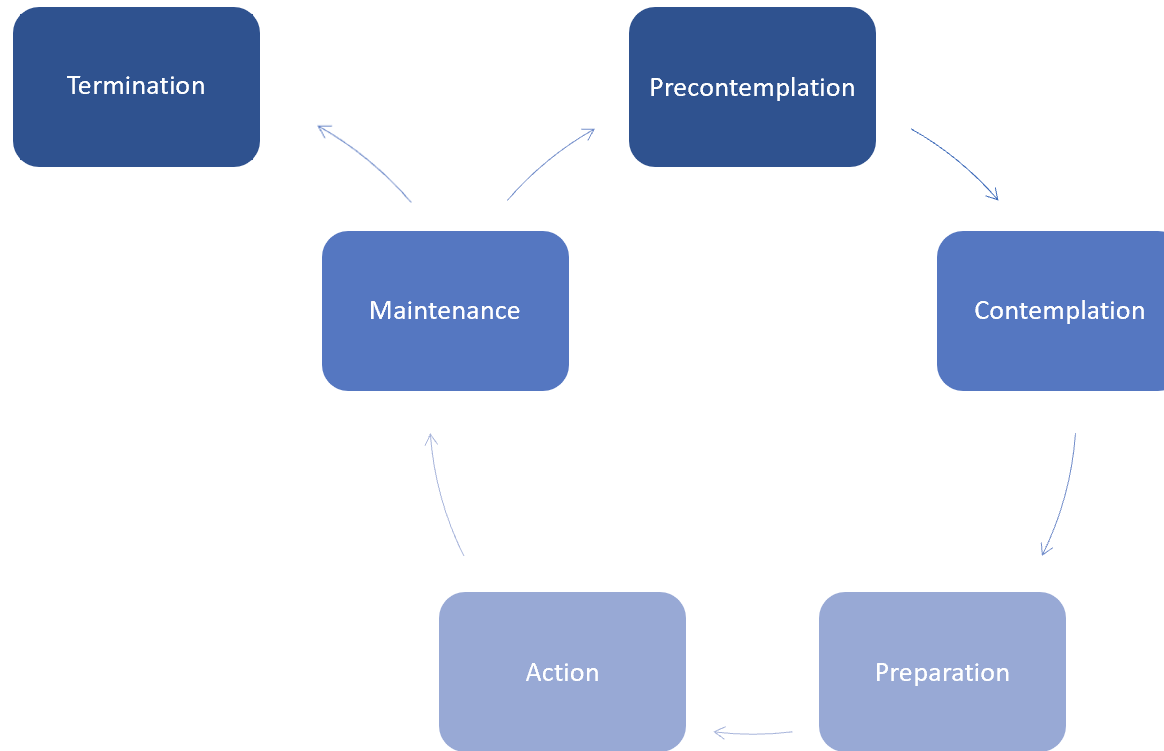 Termination
Precontemplation
Maintenance
Contemplation
Action
Preparation